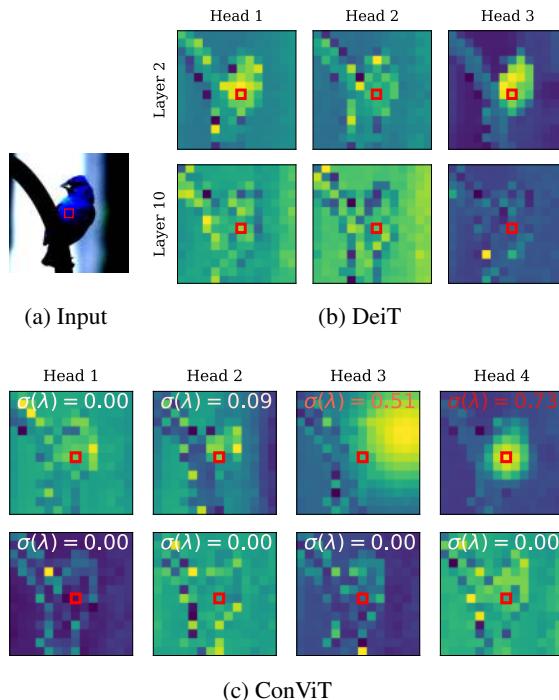 Head 1 Head 2 Head 3
Layer 2
Layer 10
(a) Input
(b) DeiT
Head 1 Head 2 Head 3 Head 4
σ(λ) = 0.00 σ(λ) = 0.09 σ(λ) = 0.51 σ(λ) = 0.73
σ(λ) = 0.00 σ(λ) = 0.00 σ(λ) = 0.00 σ(λ) = 0.00
(c) ConViT